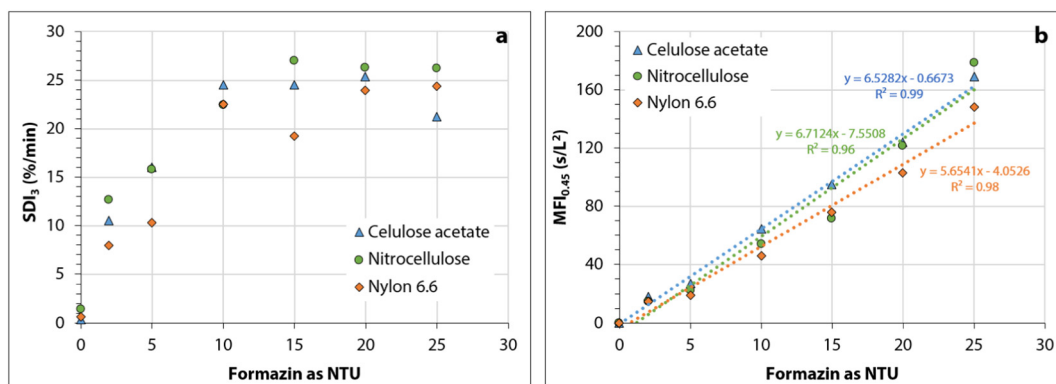 a
30
25
20
15
10
5
0
SDI₃ (%/min)
Celulose acetate
Nitrocellulose
Nylon 6.6
0 5 10 15 20 25 30
Formazin as NTU
b
200
160
120
80
40
0
MFI₀.₄₅ (s/L²)
Celulose acetate
Nitrocellulose
Nylon 6.6
y = 6.5282x - 0.6673
R² = 0.99
y = 6.7124x - 7.5508
R² = 0.96
y = 5.6541x - 4.0526
R² = 0.98
0 5 10 15 20 25 30
Formazin as NTU